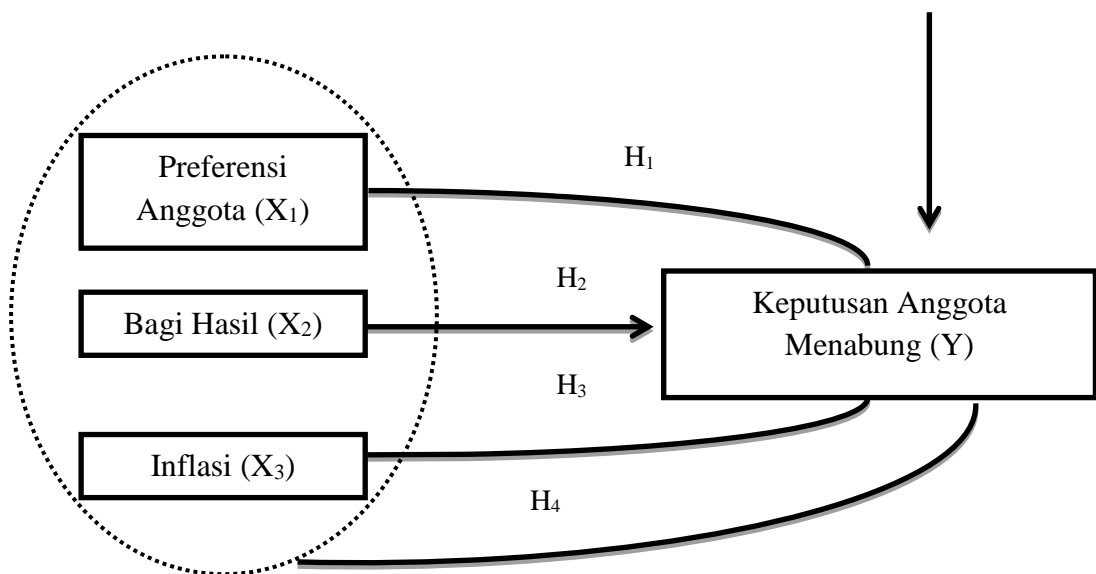 Preferensi
Anggota (X₁)
H₁
Bagi Hasil (X₂)
H₂
Keputusan Anggota
Menabung (Y)
H₃
Inflasi (X₃)
H₄